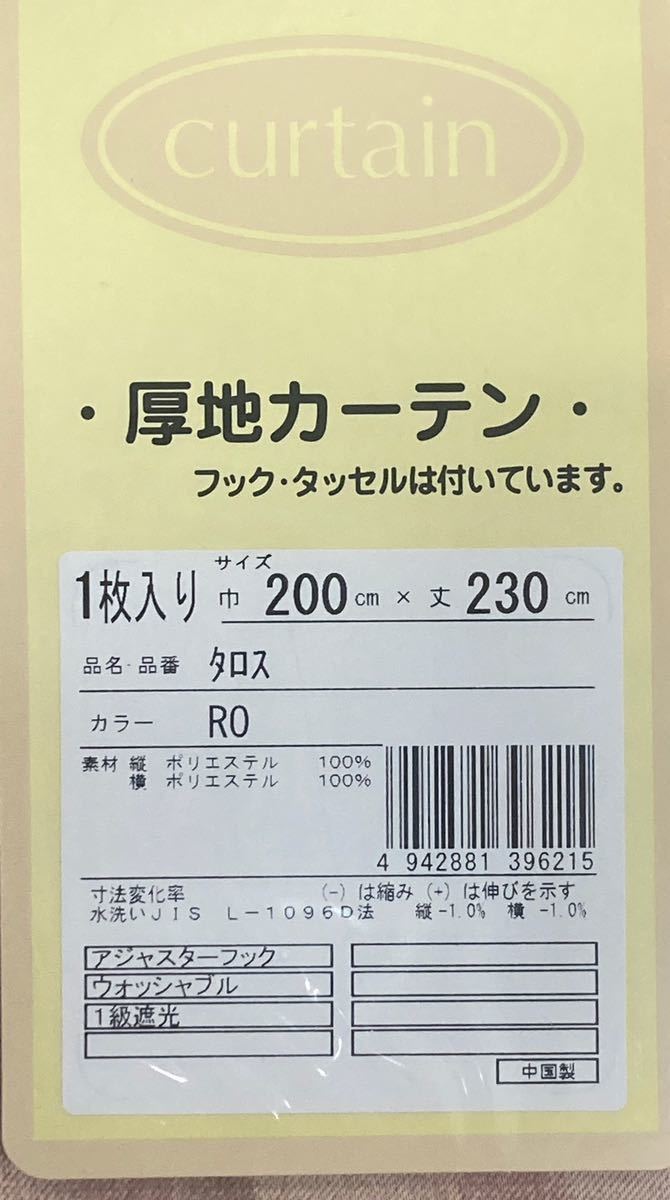 curtain
・厚地カーテン・
フック・タッセルは付いています。
サイズ
1枚入り 巾 200 cm × 丈 230 cm
品名・品番 タロス
カラー RO
素材 縦 ポリエステル 100%
横 ポリエステル 100%
4 942881 396215
寸法変化率 (-) は縮み (+) は伸びを示す
水洗いJIS L-1096D法 縦-1.0% 横-1.0%
アジャスターフック
ウォッシャブル
1級遮光
中国製